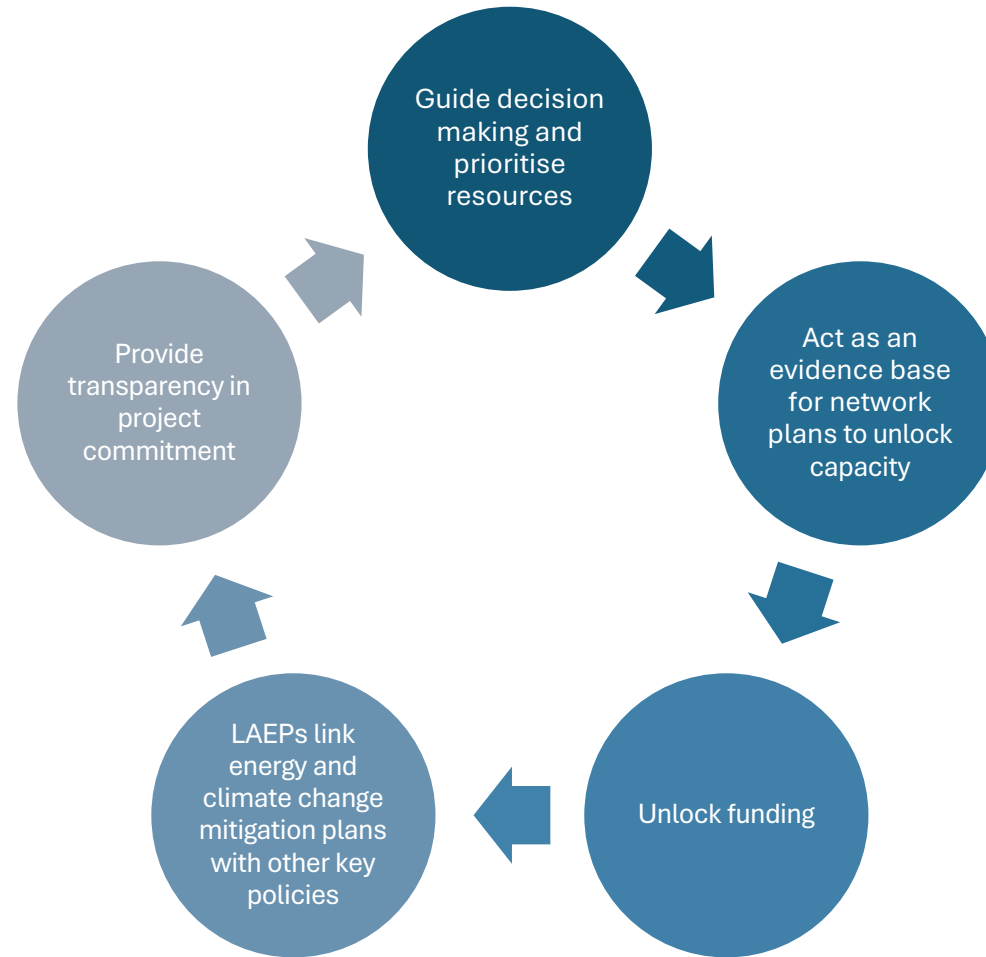 Guide decision
making and
prioritise
resources
Act as an
evidence base
for network
plans to unlock
capacity
Unlock funding
LAEPs link
energy and
climate change
mitigation plans
with other key
policies
Provide
transparency in
project
commitment